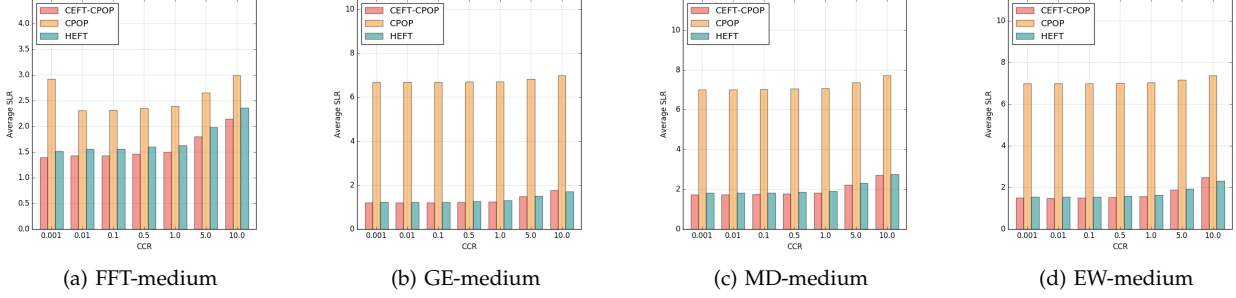 CEFT-CPOP
CPOP
HEFT
4.0
3.5
3.0
2.5
2.0
1.5
1.0
0.5
0.0
Average SLR
0.001 0.01 0.1 0.5 1.0 5.0 10.0
CCR
(a) FFT-medium
CEFT-CPOP
CPOP
HEFT
10
8
6
4
2
0
Average SLR
0.001 0.01 0.1 0.5 1.0 5.0 10.0
CCR
(b) GE-medium
CEFT-CPOP
CPOP
HEFT
10
8
6
4
2
0
Average SLR
0.001 0.01 0.1 0.5 1.0 5.0 10.0
CCR
(c) MD-medium
CEFT-CPOP
CPOP
HEFT
10
8
6
4
2
0
Average SLR
0.001 0.01 0.1 0.5 1.0 5.0 10.0
CCR
(d) EW-medium